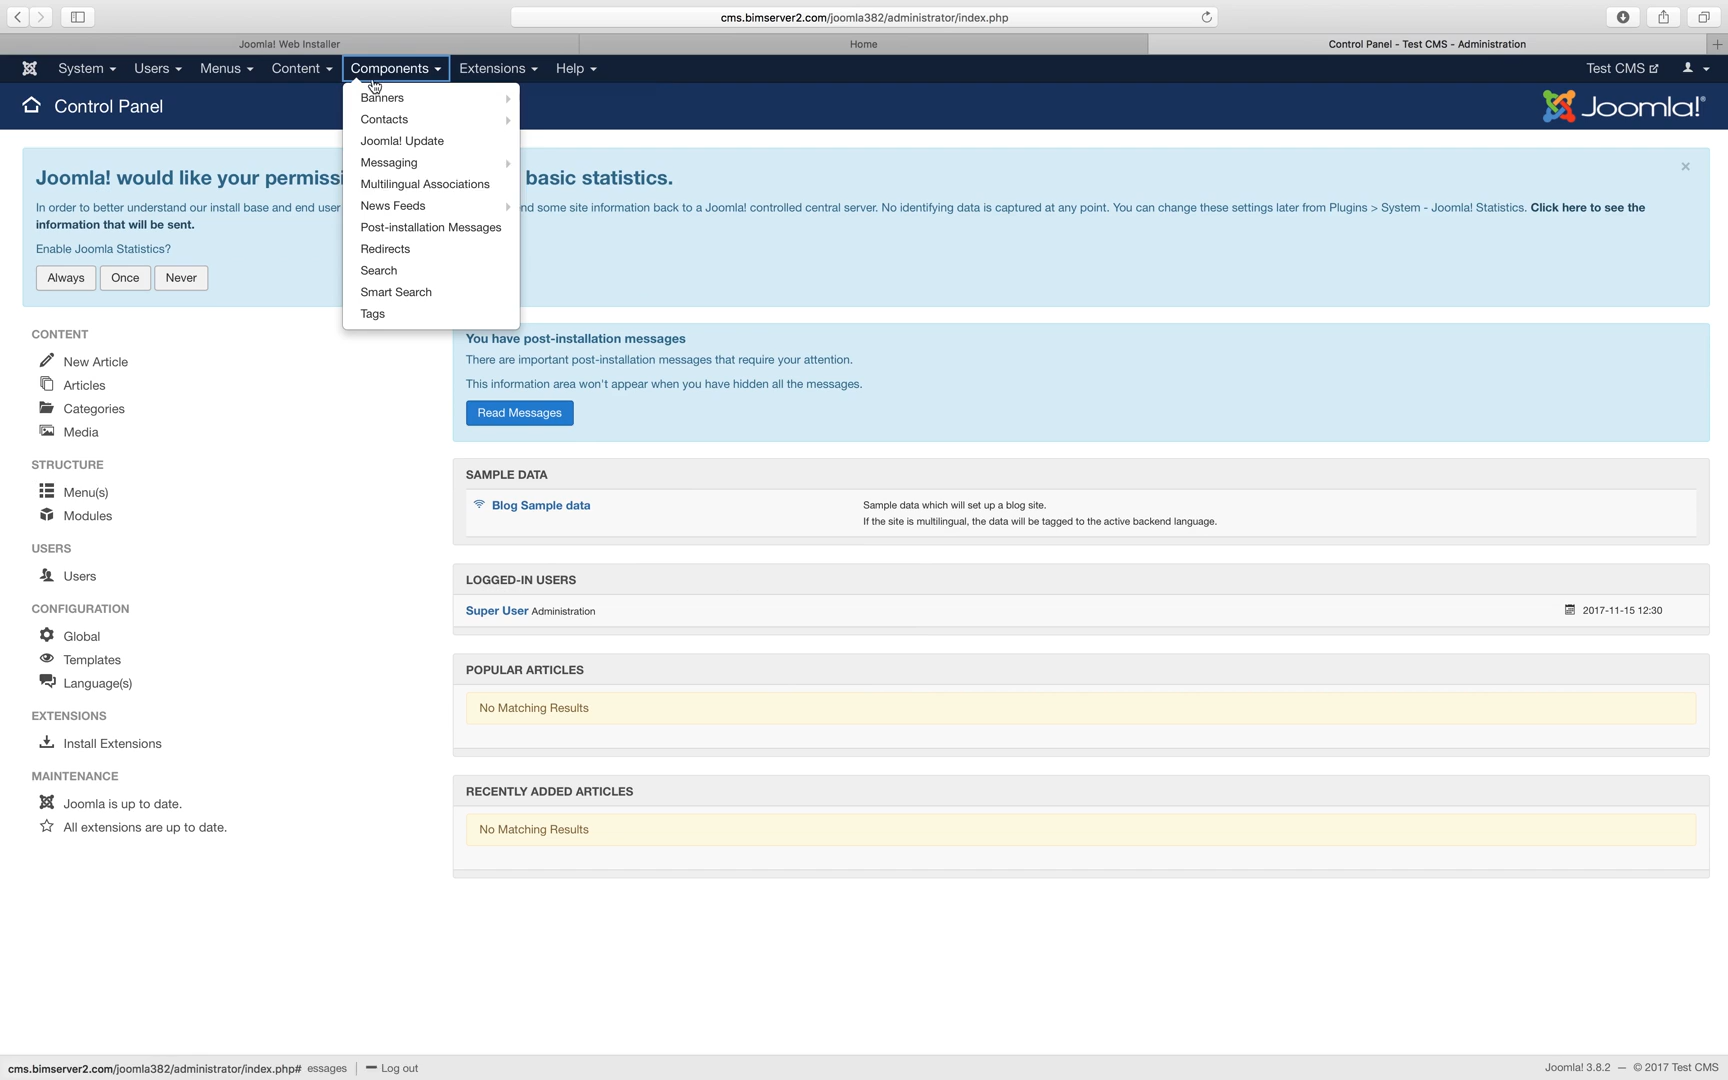 cms.bimserver2.com/joomla382/administrator/index.php
Joomla! Web Installer
Home
Control Panel - Test CMS - Administration
System
Users
Menus
Content
Components
Extensions
Help
Test CMS
Control Panel
Joomla!
Banners
Contacts
Joomla! Update
Messaging
Multilingual Associations
News Feeds
Post-installation Messages
Redirects
Search
Smart Search
Tags
Joomla! would like your basic statistics.
In order to better understand our install base and end user some site information back to a Joomla! controlled central server. No identifying data is captured at any point. You can change these settings later from Plugins > System - Joomla! Statistics. Click here to see the
information that will be sent.
Enable Joomla Statistics?
Always Once Never
CONTENT
New Article
Articles
Categories
Media
STRUCTURE
Menu(s)
Modules
USERS
Users
CONFIGURATION
Global
Templates
Language(s)
EXTENSIONS
Install Extensions
MAINTENANCE
Joomla is up to date.
All extensions are up to date.
You have post-installation messages
There are important post-installation messages that require your attention.
This information area won't appear when you have hidden all the messages.
Read Messages
SAMPLE DATA
Blog Sample data
Sample data which will set up a blog site.
If the site is multilingual, the data will be tagged to the active backend language.
LOGGED-IN USERS
Super User Administration
2017-11-15 12:30
POPULAR ARTICLES
No Matching Results
RECENTLY ADDED ARTICLES
No Matching Results
cms.bimserver2.com/joomla382/administrator/index.php# essages
Log out
Joomla! 3.8.2 — © 2017 Test CMS